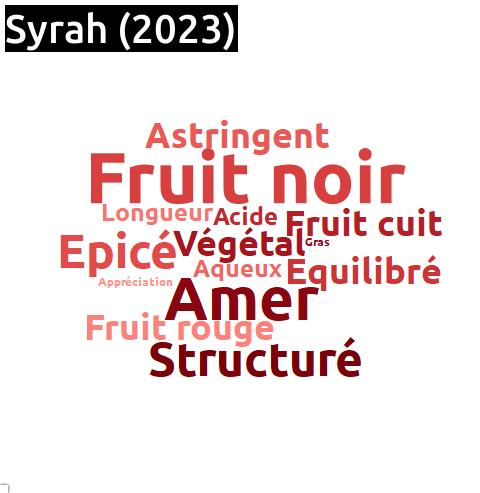 Syrah (2023)
Astringent
Fruit noir
Longueur Acide Fruit cuit
Epicé Végétal Gras
Aqueux Equilibré
Appréciation Amer
Fruit rouge
Structuré